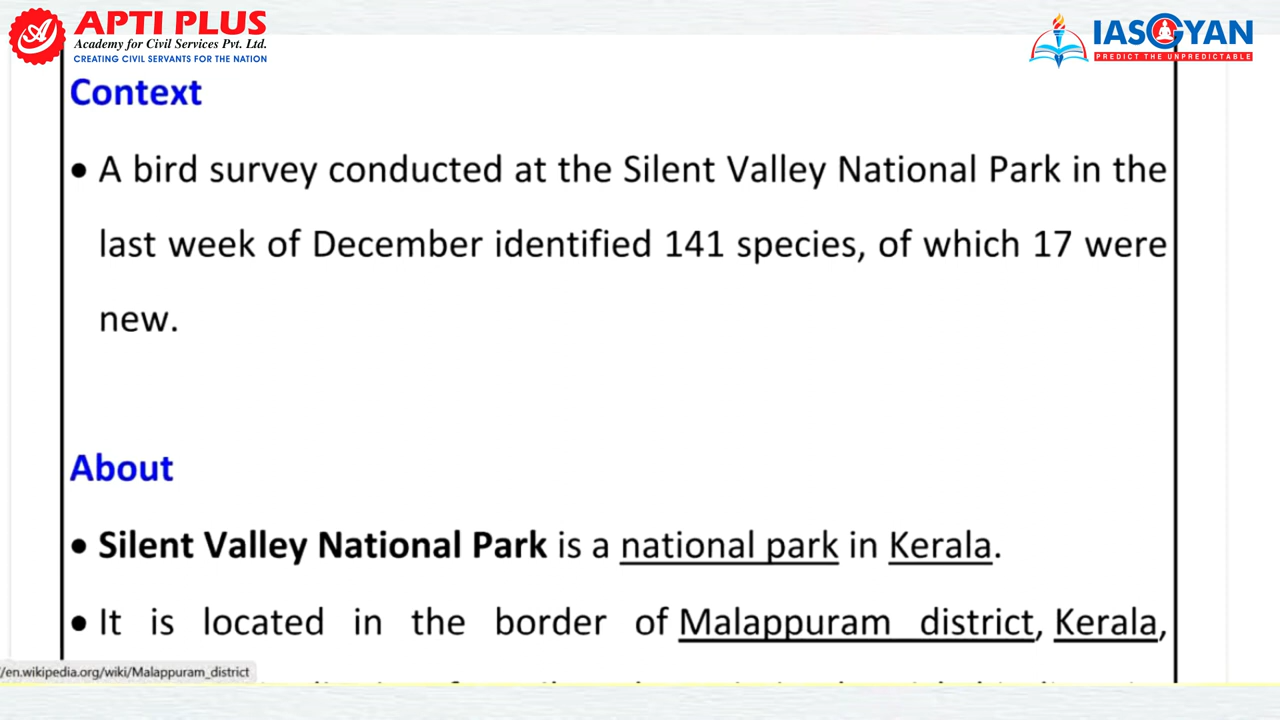 APTI PLUS
Academy for Civil Services Pvt. Ltd.
CREATING CIVIL SERVANTS FOR THE NATION
IASGYAN
PREDICT THE UNPREDICTABLE
Context
• A bird survey conducted at the Silent Valley National Park in the
last week of December identified 141 species, of which 17 were
new.
About
• Silent Valley National Park is a national park in Kerala.
• It is located in the border of Malappuram district, Kerala,
/en.wikipedia.org/wiki/Malappuram_district